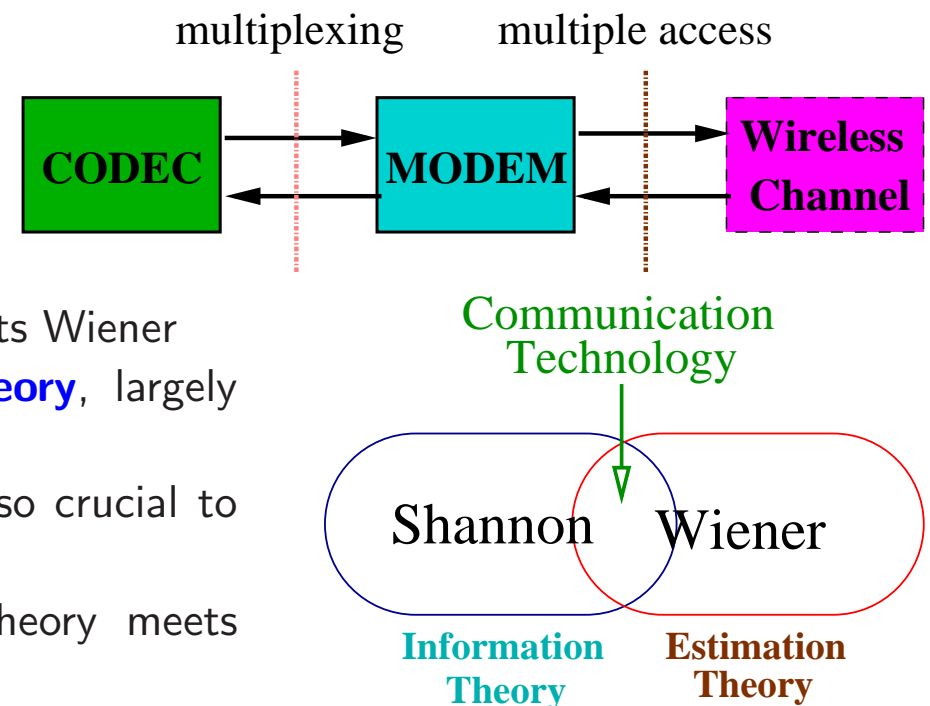 multiplexing multiple access
CODEC MODEM Wireless
Channel
ts Wiener
eory, largely
so crucial to
heory meets
Communication
Technology
Shannon Wiener
Information Estimation
Theory Theory